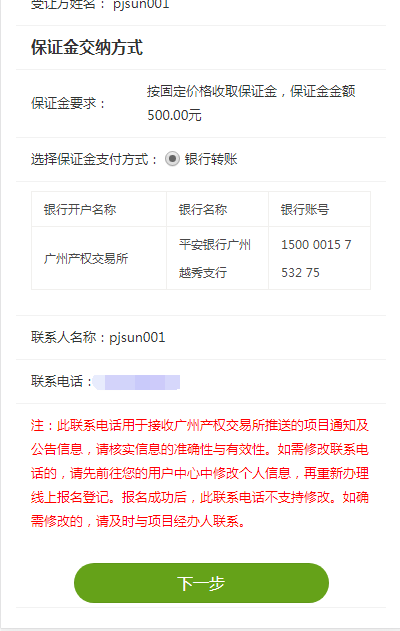 受让方姓名： pjsun001
保证金交纳方式
保证金要求：
按固定价格收取保证金，保证金金额
500.00元
选择保证金支付方式： 银行转账
银行开户名称 银行名称 银行账号
广州产权交易所
平安银行广州
越秀支行
1500 0015 7
532 75
联系人名称：pjsun001
联系电话：
注：此联系电话用于接收广州产权交易所推送的项目通知及
公告信息，请核实信息的准确性与有效性。如需修改联系电
话的，请先前往您的用户中心中修改个人信息，再重新办理
线上报名登记。报名成功后，此联系电话不支持修改。如确
需修改的，请及时与项目经办人联系。
下一步